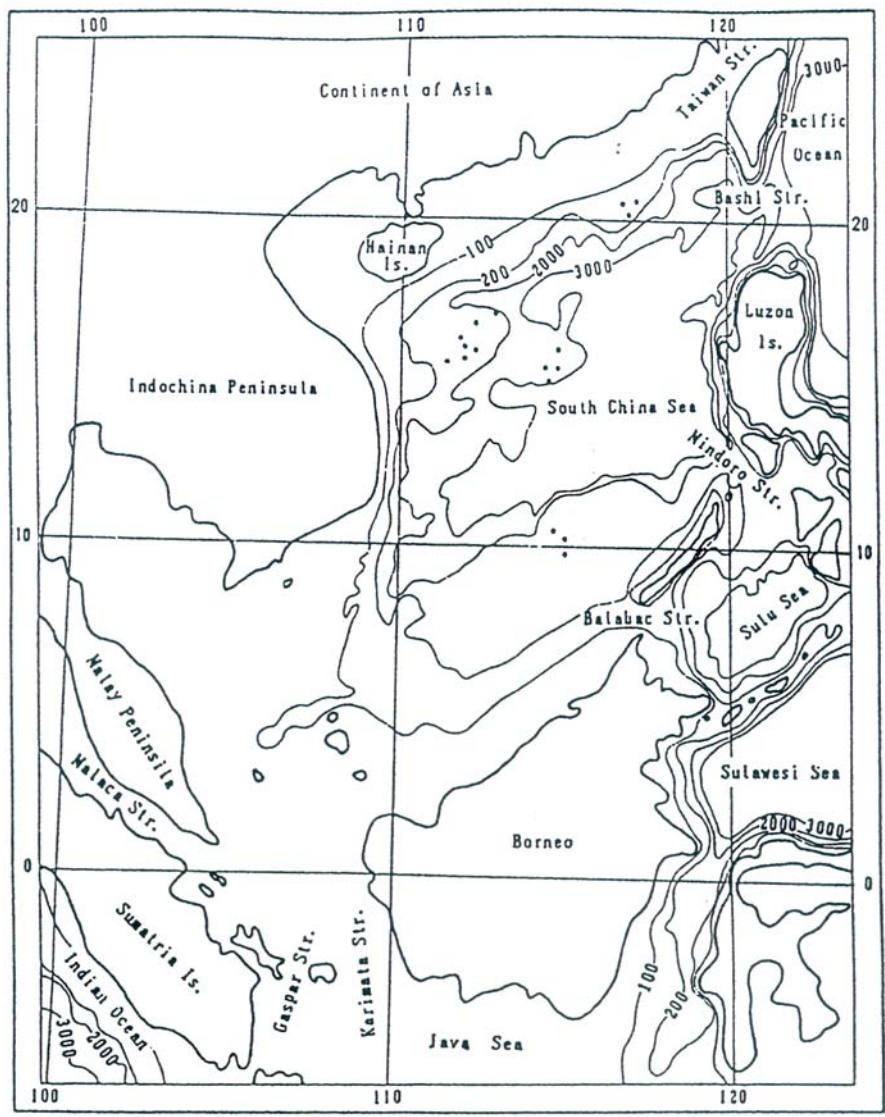 100 110 120
Continent of Asia
Taiwan Str.
3000
Pacific
Ocean
Bashi Str.
20 20
Hainan
Is.
100
200
2000
3000
Luzon
Is.
Indochina Peninsula
South China Sea
Mindoro Str.
10 10
Balabac Str.
Sulu Sea
Malay Peninsila
Malaca Str.
Sulawesi Sea
2000 3000
Borneo
0 0
Sumatria Is.
Gaspar Str.
Karimata Str.
Indian Ocean
100
200
3000
2000
Java Sea
100 110 120